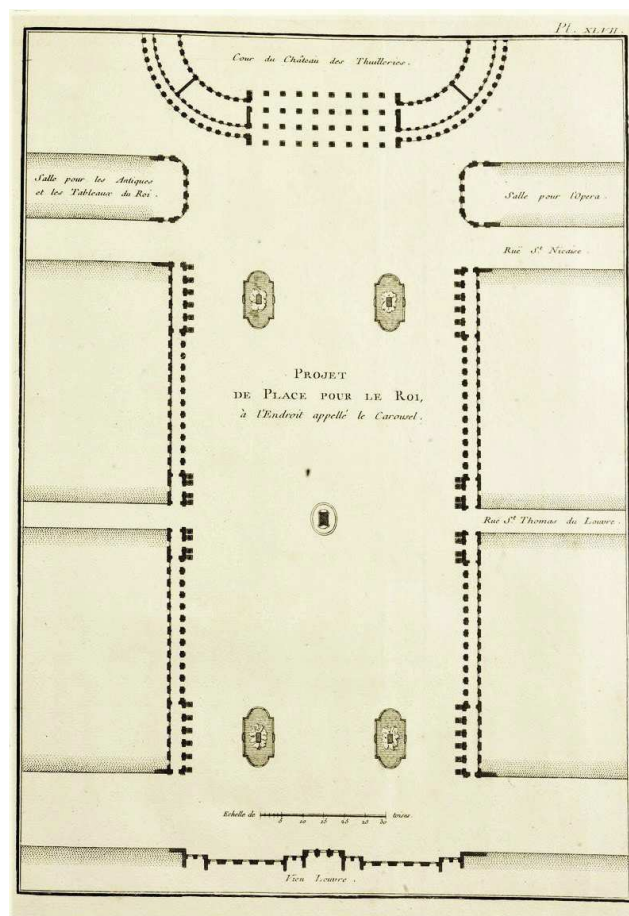 Pl. XLVII.
Cour du Château des Thuilleries.
Salle pour les Antiques
et les Tableaux du Roi.
Salle pour l'Opera.
Ruë St. Nicaise.
PROJET
DE PLACE POUR LE ROI,
à l'Endroit appellé le Carousel.
Ruë St. Thomas du Louvre.
Echelle de 5 10 15 20 30 toises.
Vieu Louvre.